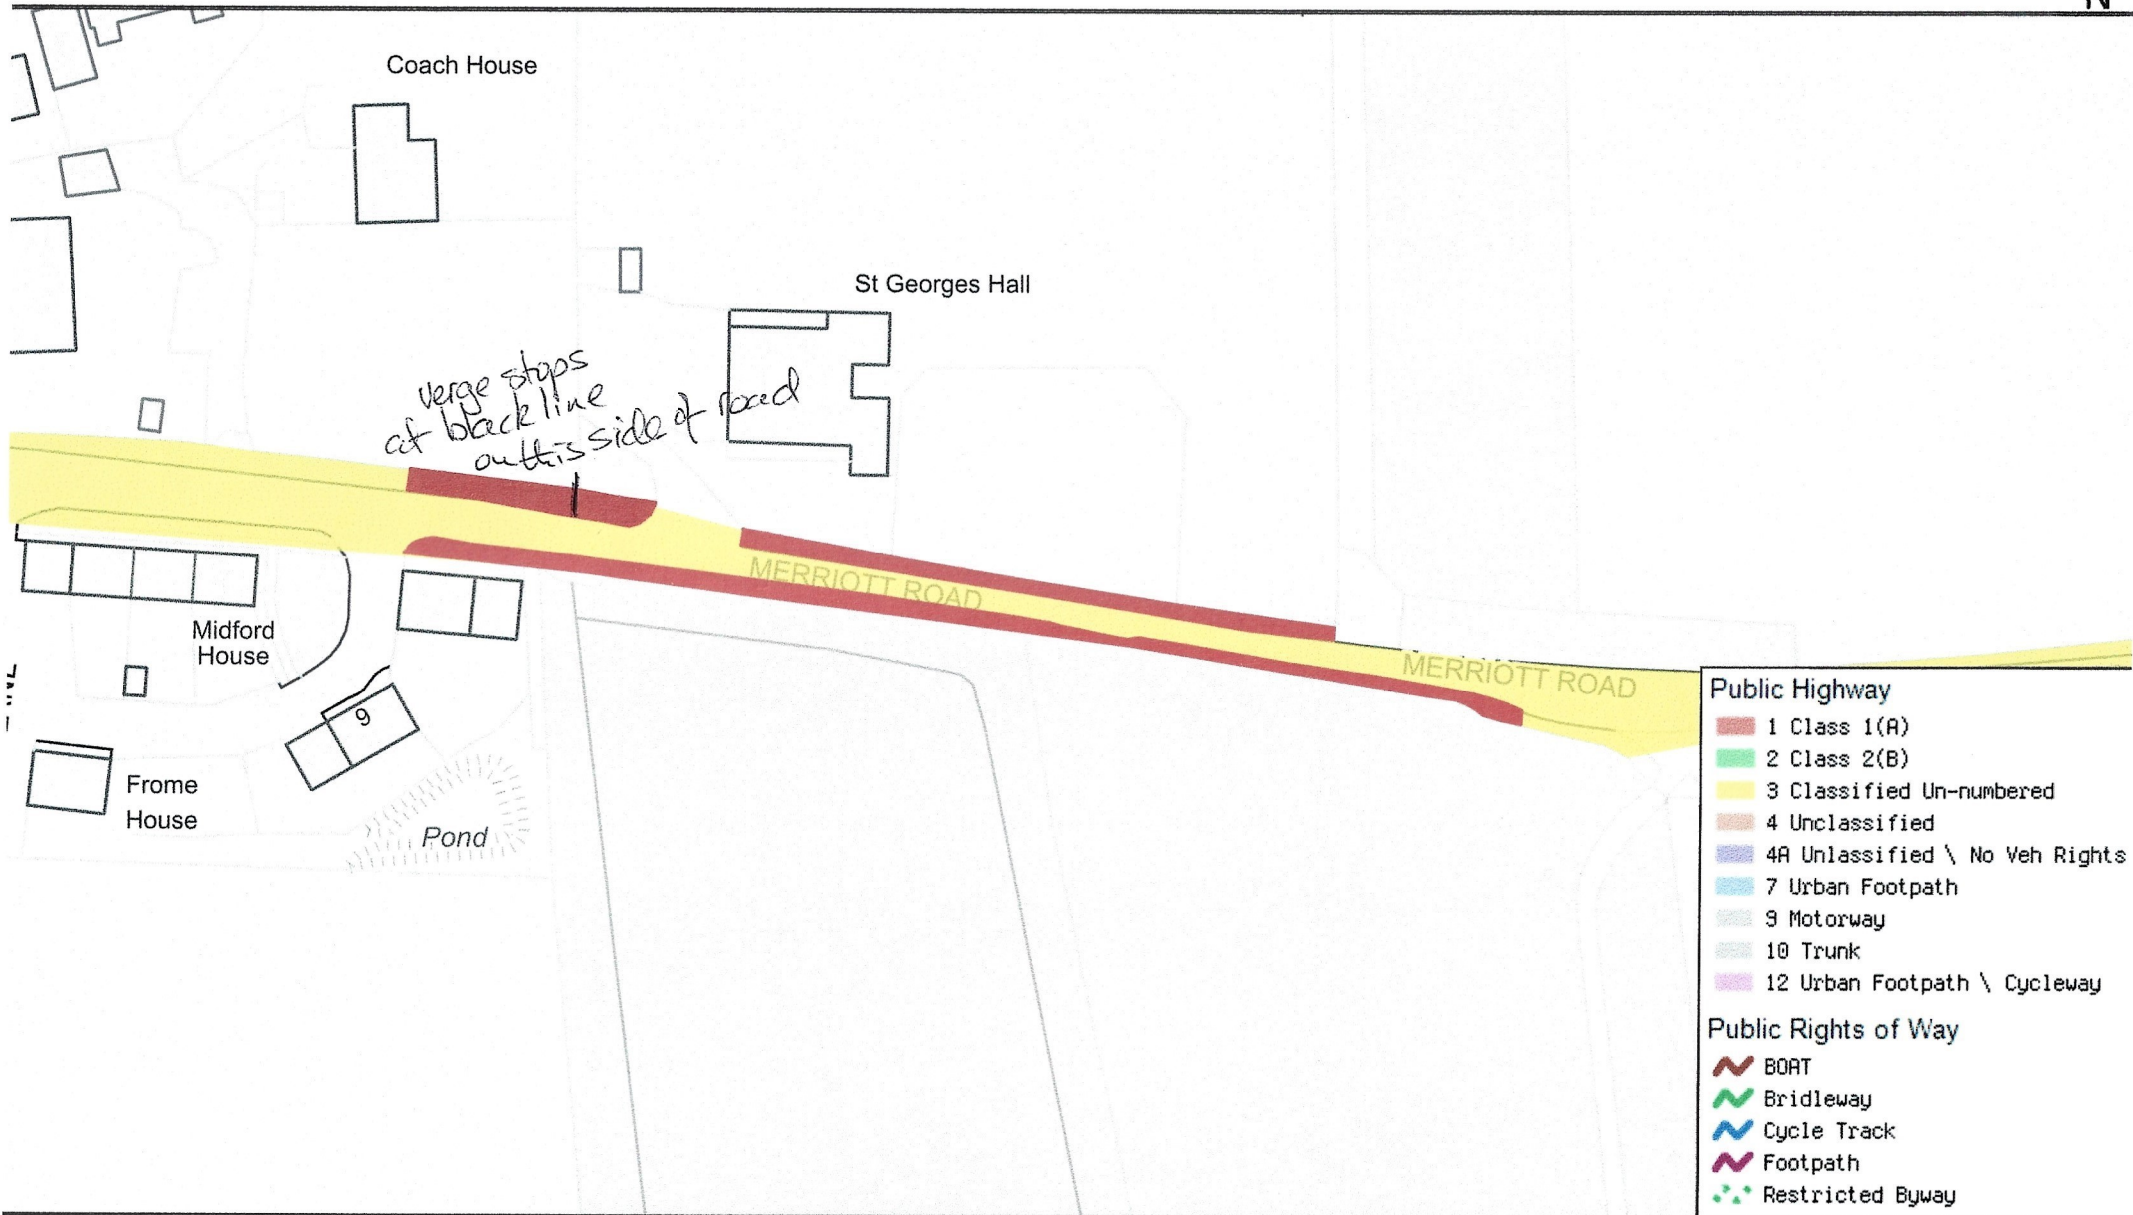 N
Coach House
St Georges Hall
verge stops
at black line
on this side of road
MERRIOTT ROAD
MERRIOTT ROAD
Midford
House
9
Frome
House
Pond
Public Highway
1 Class 1(A)
2 Class 2(B)
3 Classified Un-numbered
4 Unclassified
4A Unlassified \ No Veh Rights
7 Urban Footpath
9 Motorway
10 Trunk
12 Urban Footpath \ Cycleway
Public Rights of Way
BOAT
Bridleway
Cycle Track
Footpath
Restricted Byway